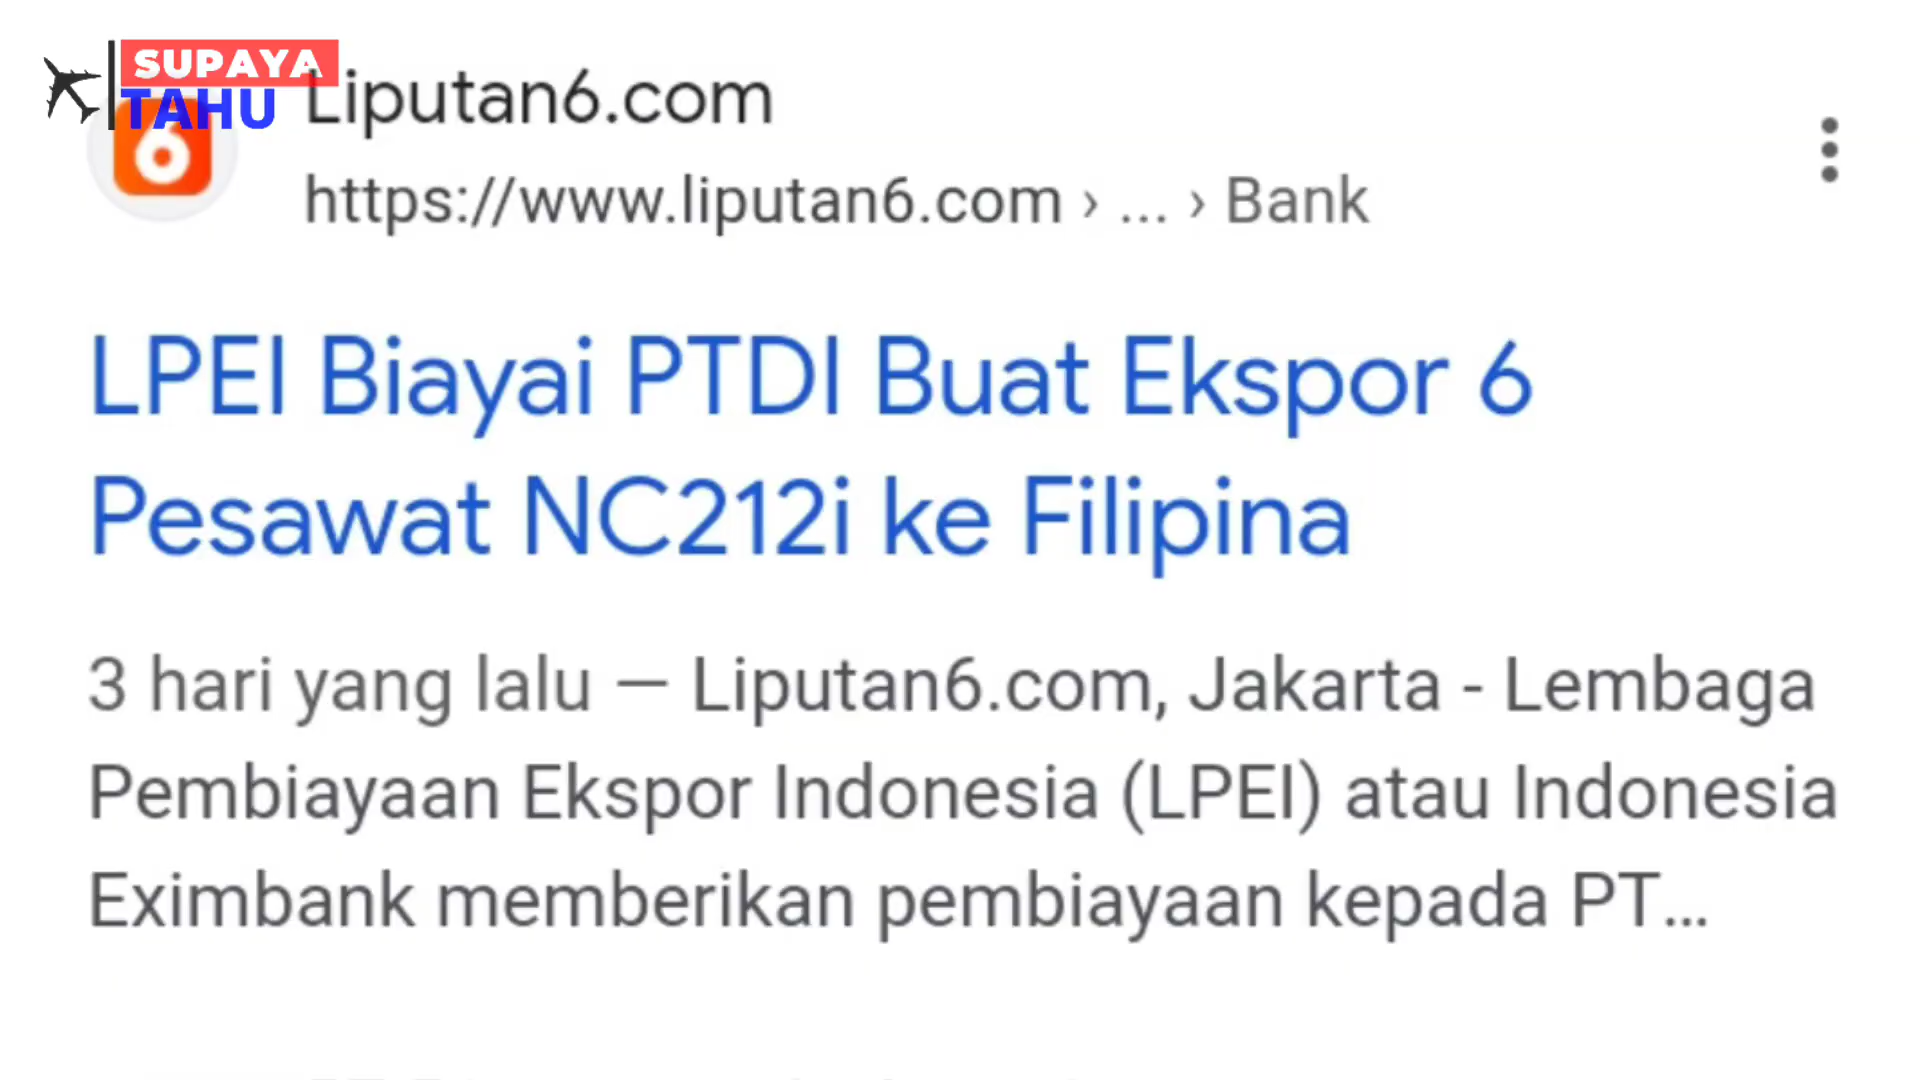 SUPAYA
TAHU
6
Liputan6.com
https://www.liputan6.com › ... › Bank
LPEI Biayai PTDI Buat Ekspor 6
Pesawat NC212i ke Filipina
3 hari yang lalu — Liputan6.com, Jakarta - Lembaga
Pembiayaan Ekspor Indonesia (LPEI) atau Indonesia
Eximbank memberikan pembiayaan kepada PT...